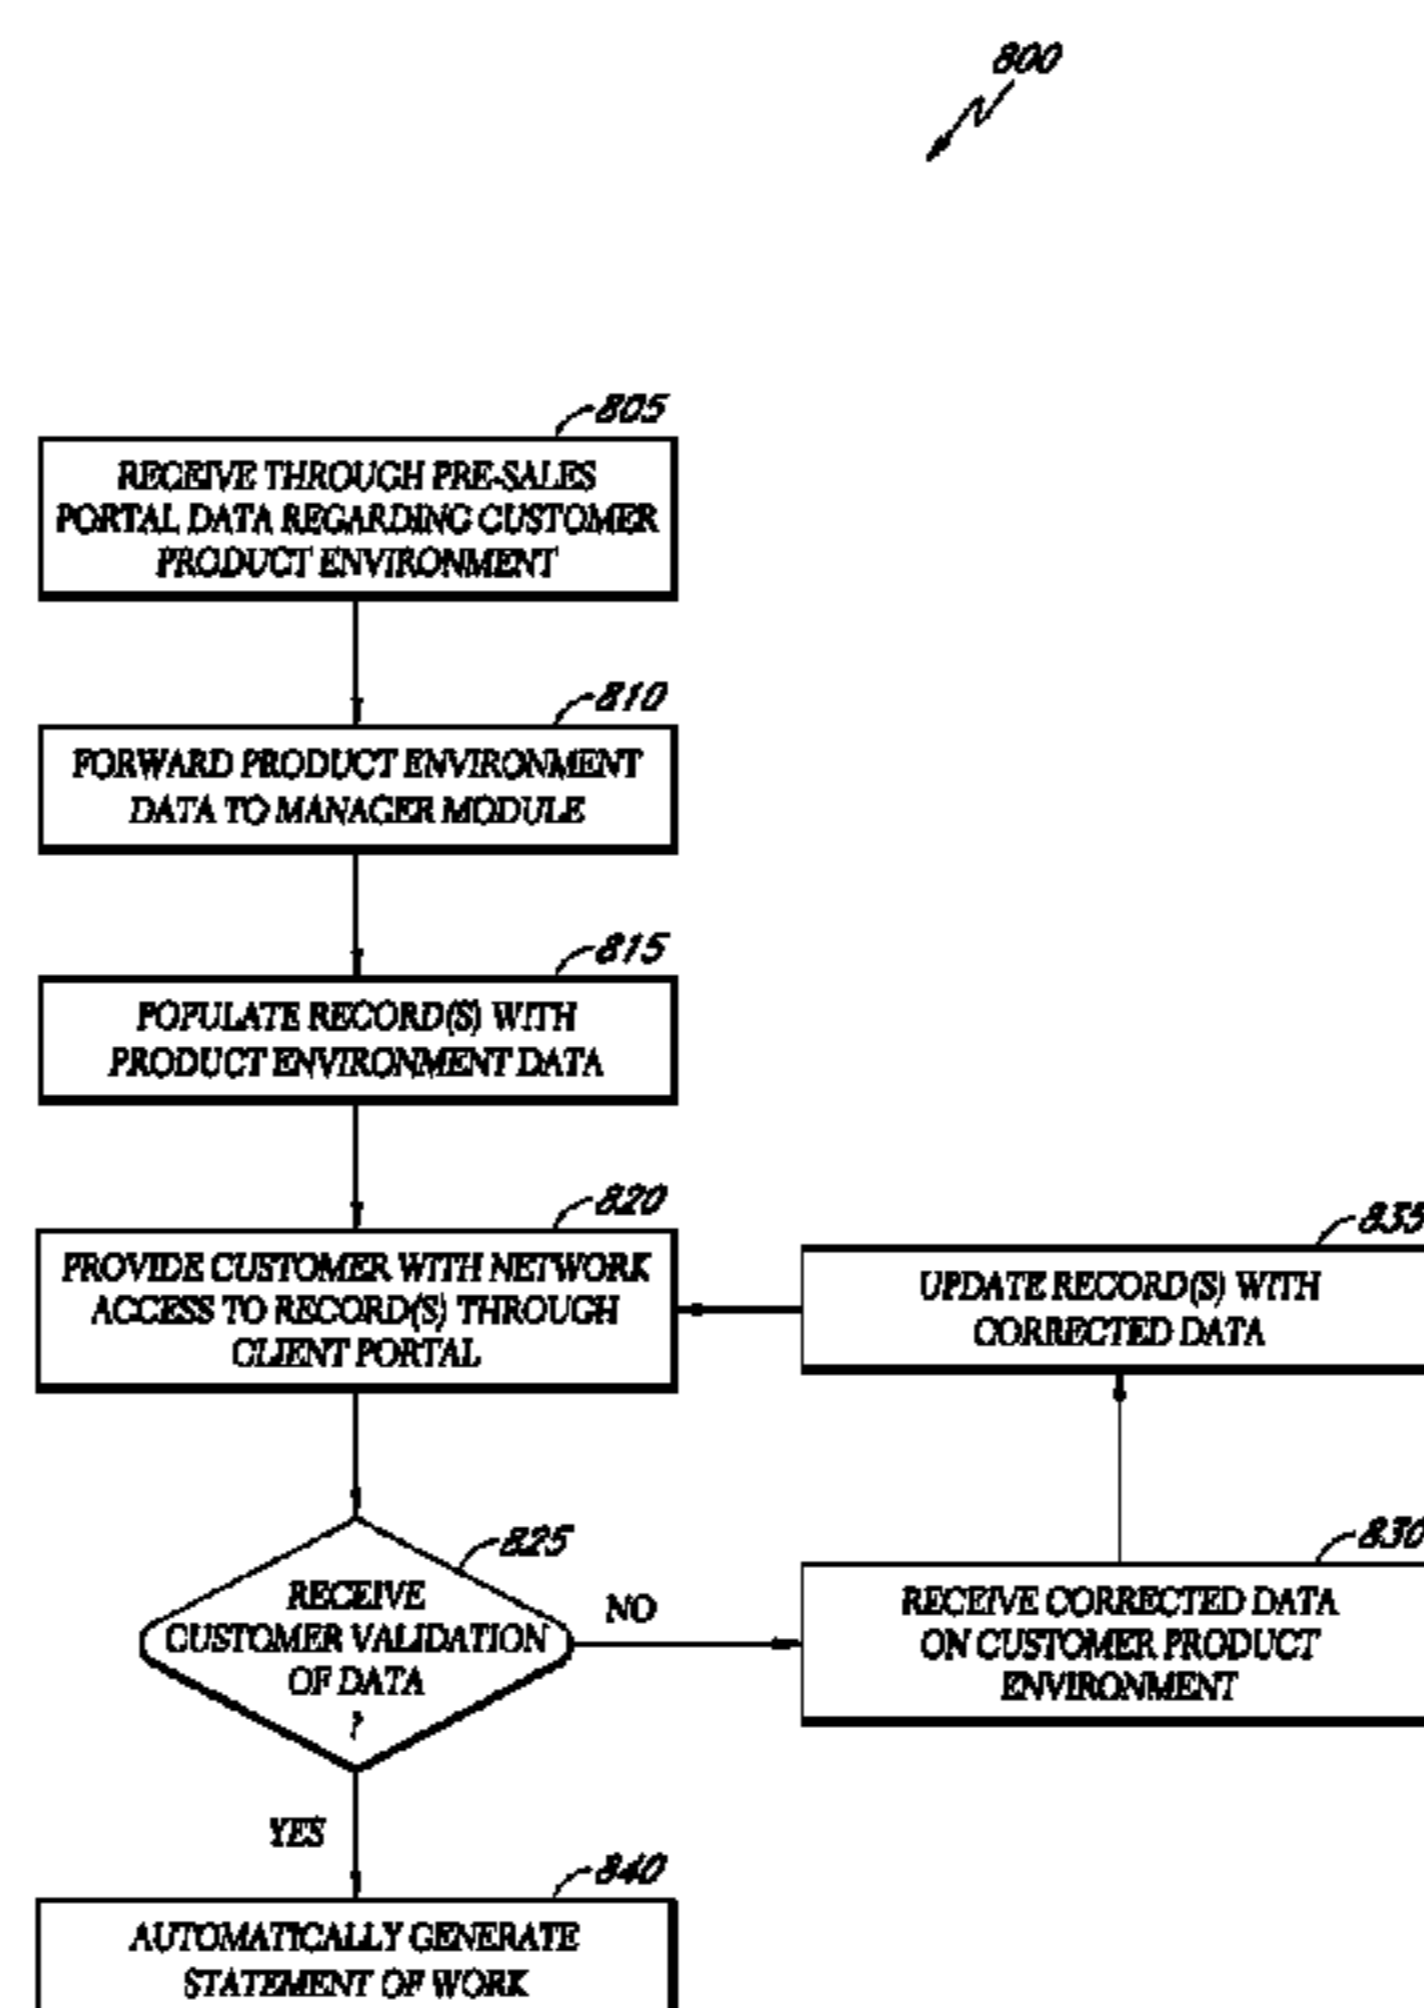 800
805
RECEIVE THROUGH PRE-SALES
PORTAL DATA REGARDING CUSTOMER
PRODUCT ENVIRONMENT
810
FORWARD PRODUCT ENVIRONMENT
DATA TO MANAGER MODULE
815
POPULATE RECORD(S) WITH
PRODUCT ENVIRONMENT DATA
820
PROVIDE CUSTOMER WITH NETWORK
ACCESS TO RECORD(S) THROUGH
CLIENT PORTAL
835
UPDATE RECORD(S) WITH
CORRECTED DATA
825
RECEIVE
CUSTOMER VALIDATION
OF DATA
?
NO
830
RECEIVE CORRECTED DATA
ON CUSTOMER PRODUCT
ENVIRONMENT
YES
840
AUTOMATICALLY GENERATE
STATEMENT OF WORK